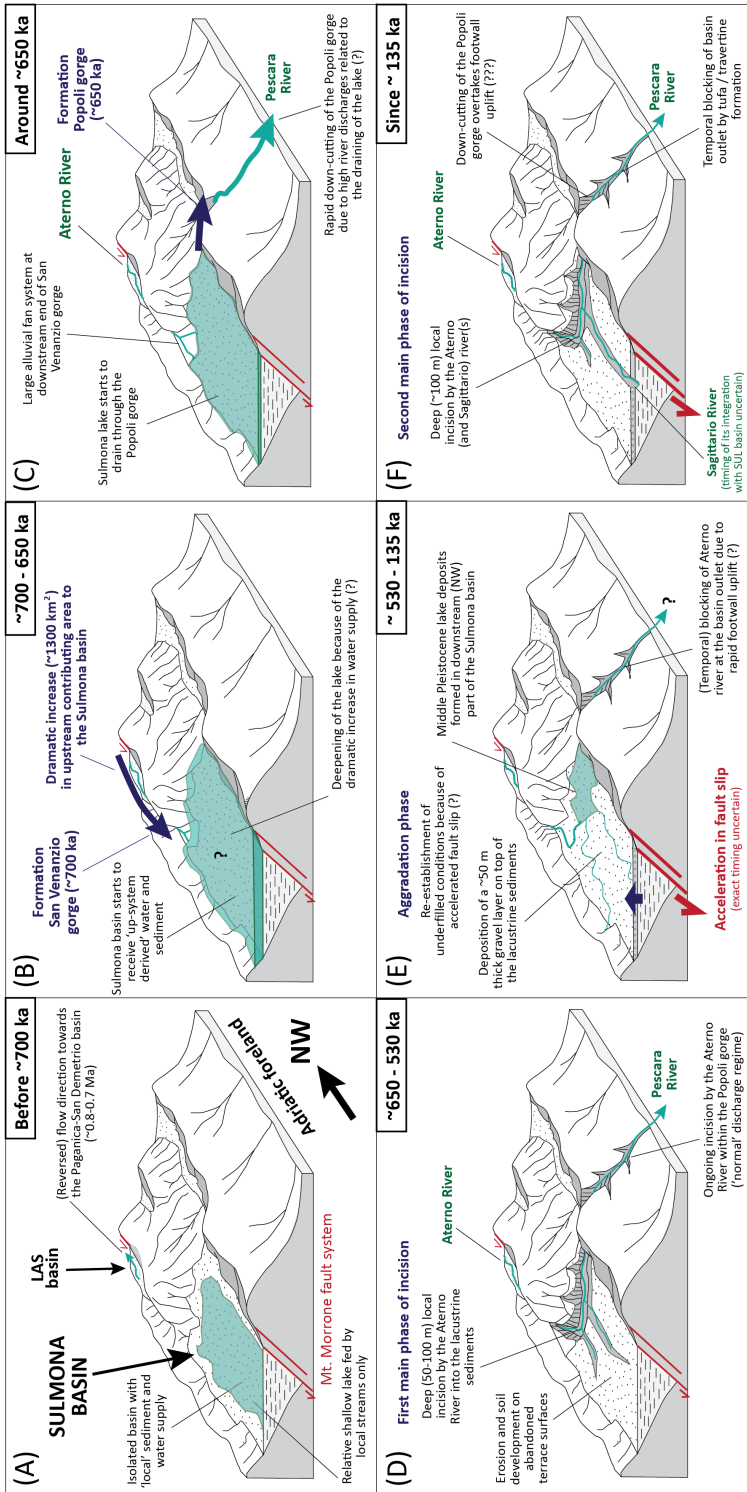 (A)
Before ~700 ka
SULMONA
BASIN
LAS
basin
(Reversed) flow direction towards
the Paganica-San Demetrio basin
(~0.8-0.7 Ma)
Isolated basin with
'local' sediment and
water supply
Relative shallow lake fed by
local streams only
Mt. Morrone fault system
Adriatic foreland
NW
(B)
~700 - 650 ka
Formation
San Venanzio
gorge (~700 ka)
Dramatic increase (~1300 km²)
in upstream contributing area to
the Sulmona basin
Sulmona basin starts to
receive 'up-system
derived' water and
sediment
?
Deepening of the lake because of the
dramatic increase in water supply (?)
(C)
Around ~650 ka
Large alluvial fan system at
downstream end of San
Venanzio gorge
Aterno River
Formation
Popoli gorge
(~650 ka)
Sulmona lake starts to
drain through the
Popoli gorge
Pescara
River
Rapid down-cutting of the Popoli gorge
due to high river discharges related to
the draining of the lake (?)
(D)
~650 - 530 ka
First main phase of incision
Deep (50-100 m) local
incision by the Aterno
River into the lacustrine
sediments
Aterno River
Erosion and soil
development on
abandoned
terrace surfaces
Pescara
River
Ongoing incision by the Aterno
River within the Popoli gorge
('normal' discharge regime)
(E)
~ 530 - 135 ka
Aggradation phase
Re-establishment of
underfilled conditions because of
accelerated fault slip (?)
Middle Pleistocene lake deposits
formed in downstream (NW)
part of the Sulmona basin
Deposition of a ~50 m
thick gravel layer on top of
the lacustrine sediments
?
(Temporal) blocking of Aterno
river at the basin outlet due to
rapid footwall uplift (?)
Acceleration in fault slip
(exact timing uncertain)
(F)
Since ~ 135 ka
Second main phase of incision
Deep (~100 m) local
incision by the Aterno
(and Sagittario) river(s)
Aterno River
Down-cutting of the Popoli
gorge overtakes footwall
uplift (???)
Pescara River
Temporal blocking of basin
outlet by tufa / travertine
formation
Sagittario River
(timing of its integration
with SUL basin uncertain)